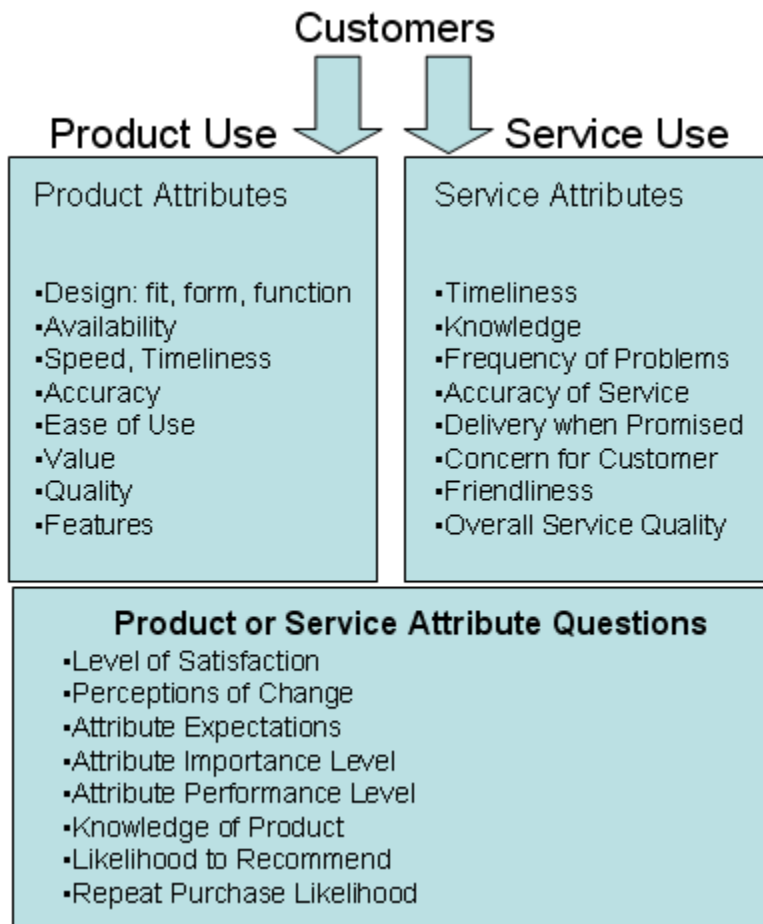 Customers
Product Use
Service Use
Product Attributes
▪Design: fit, form, function
▪Availability
▪Speed, Timeliness
▪Accuracy
▪Ease of Use
▪Value
▪Quality
▪Features
Service Attributes
▪Timeliness
▪Knowledge
▪Frequency of Problems
▪Accuracy of Service
▪Delivery when Promised
▪Concern for Customer
▪Friendliness
▪Overall Service Quality
Product or Service Attribute Questions
▪Level of Satisfaction
▪Perceptions of Change
▪Attribute Expectations
▪Attribute Importance Level
▪Attribute Performance Level
▪Knowledge of Product
▪Likelihood to Recommend
▪Repeat Purchase Likelihood